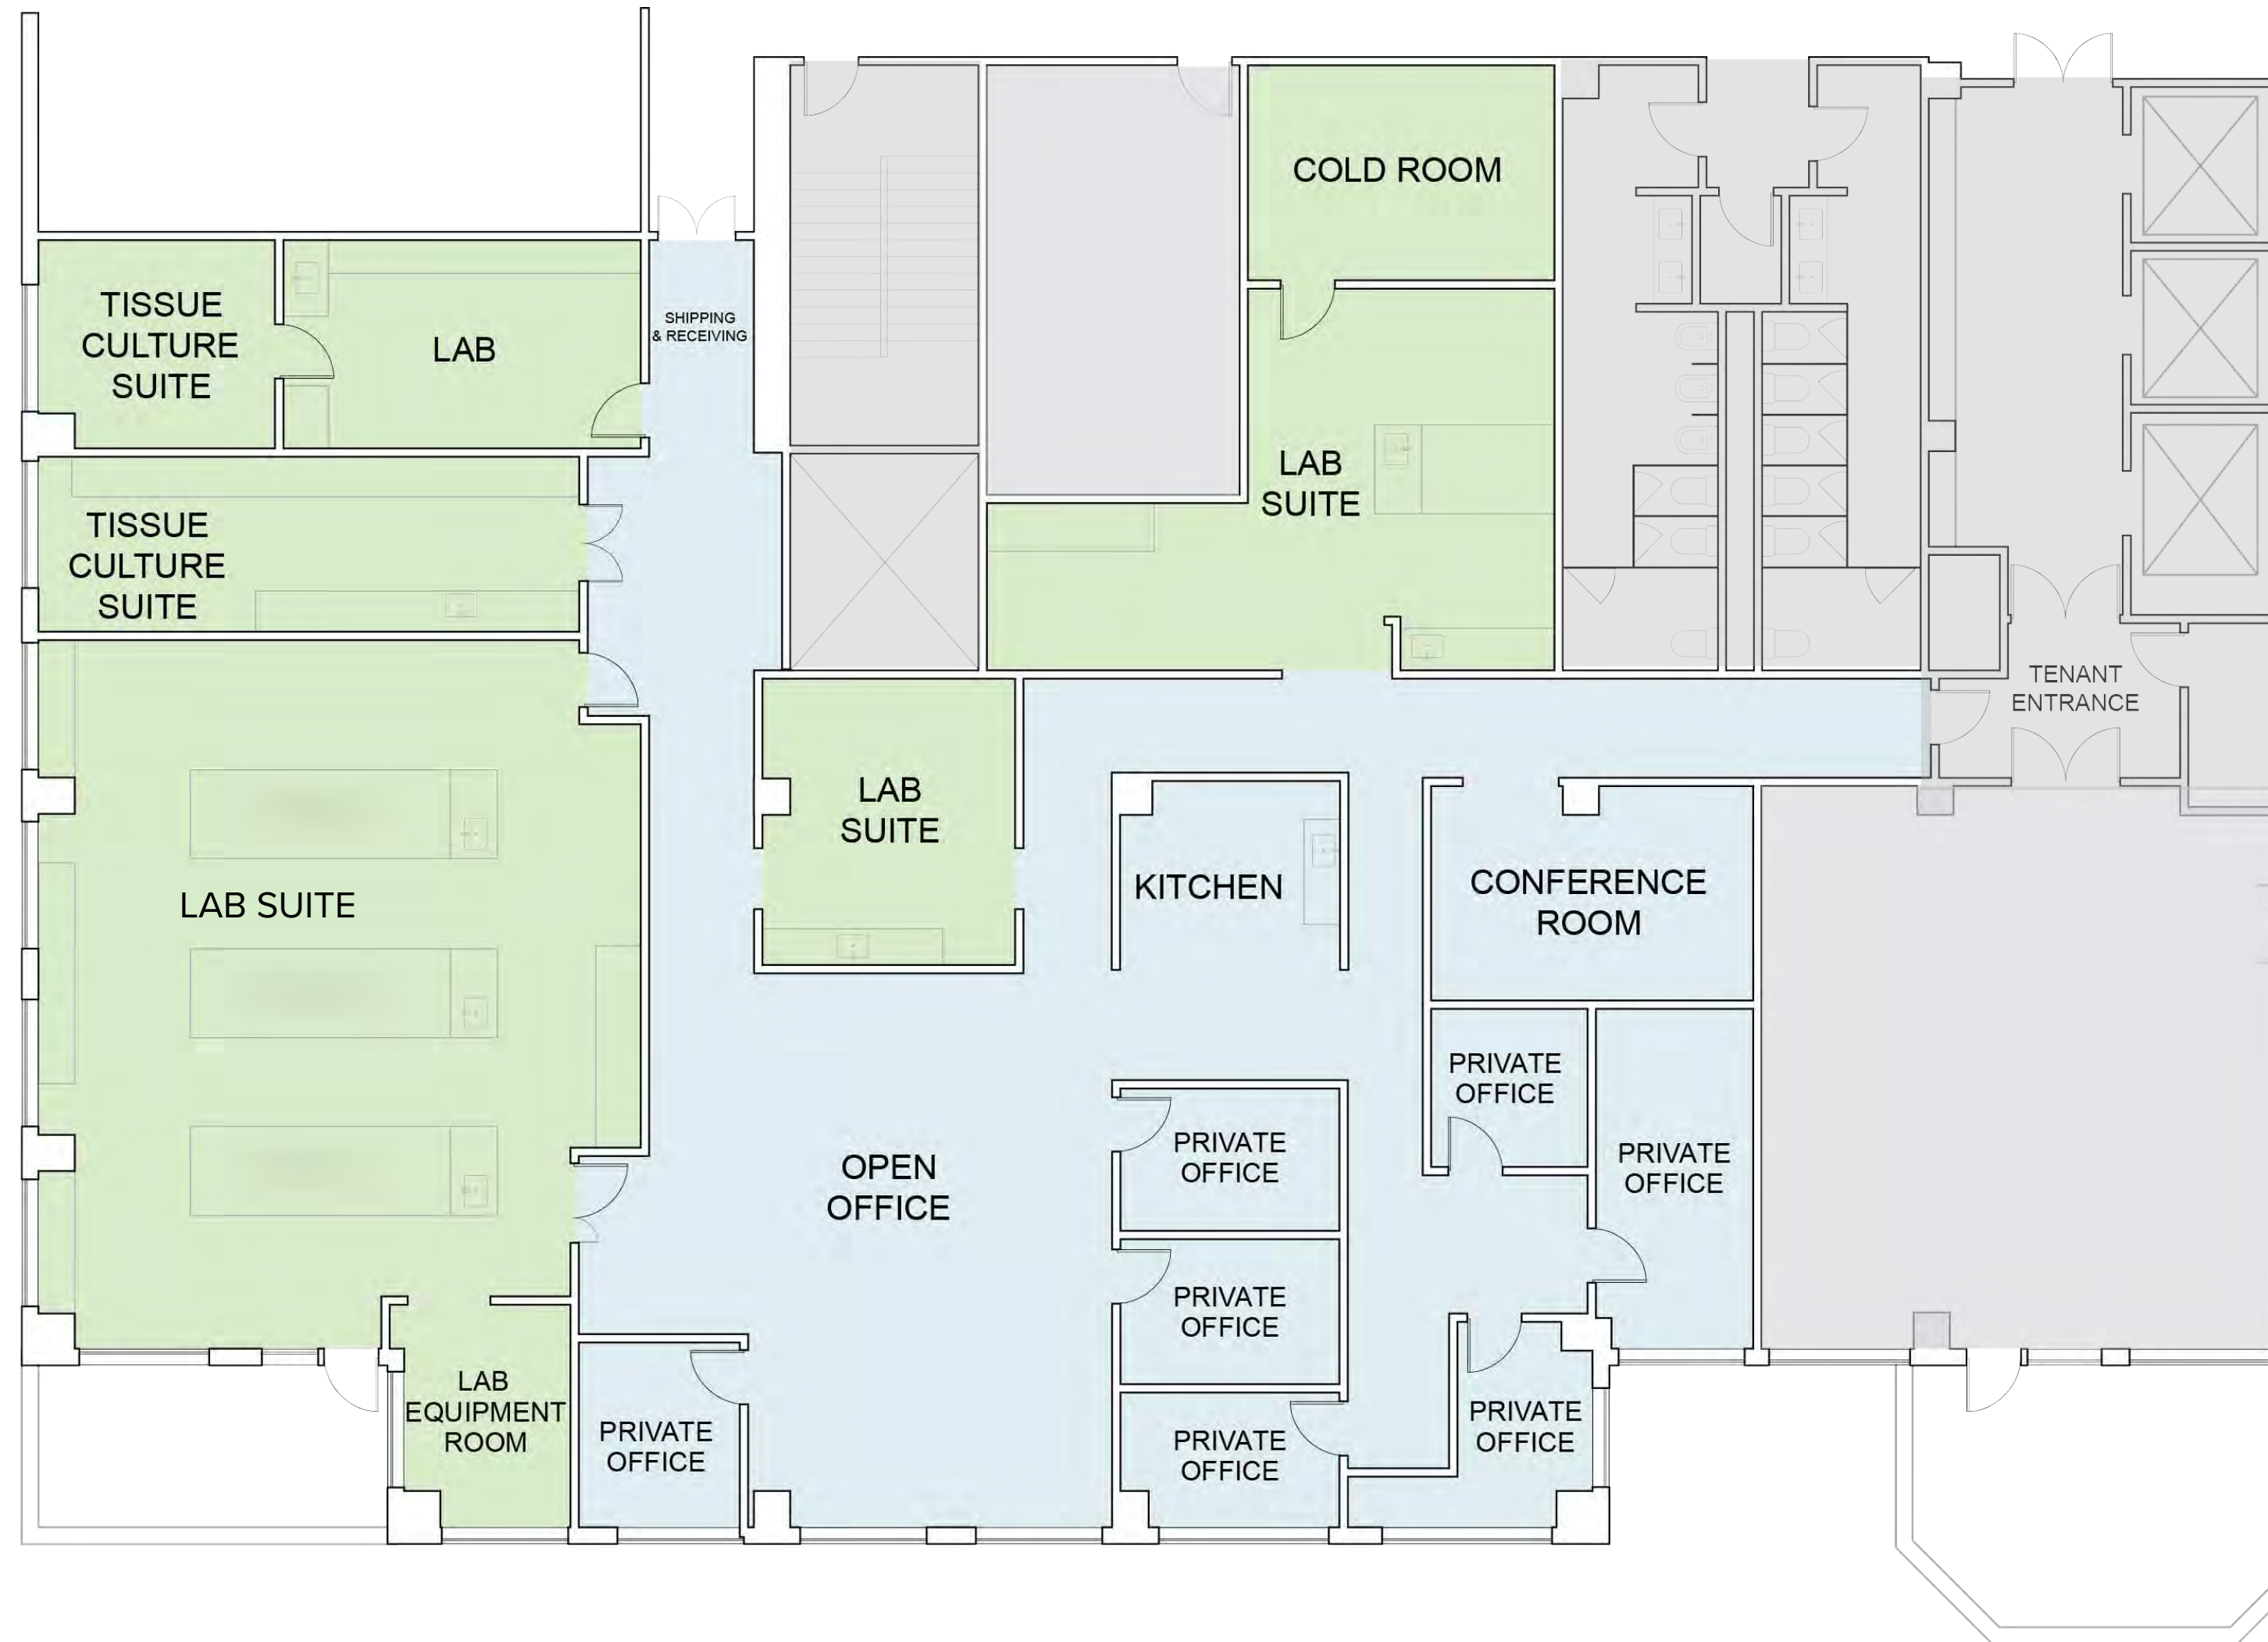 COLD ROOM
TISSUE
CULTURE
SUITE
LAB
SHIPPING
& RECEIVING
LAB
SUITE
TISSUE
CULTURE
SUITE
TENANT
ENTRANCE
LAB
SUITE
LAB SUITE
KITCHEN
CONFERENCE
ROOM
PRIVATE
OFFICE
PRIVATE
OFFICE
PRIVATE
OFFICE
OPEN
OFFICE
PRIVATE
OFFICE
LAB
EQUIPMENT
ROOM
PRIVATE
OFFICE
PRIVATE
OFFICE
PRIVATE
OFFICE